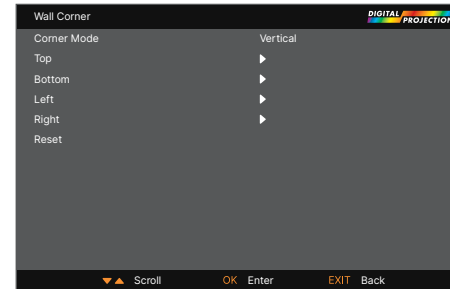 Wall Corner
DIGITAL PROJECTION
Corner Mode Vertical
Top
Bottom
Left
Right
Reset
Scroll OK Enter EXIT Back